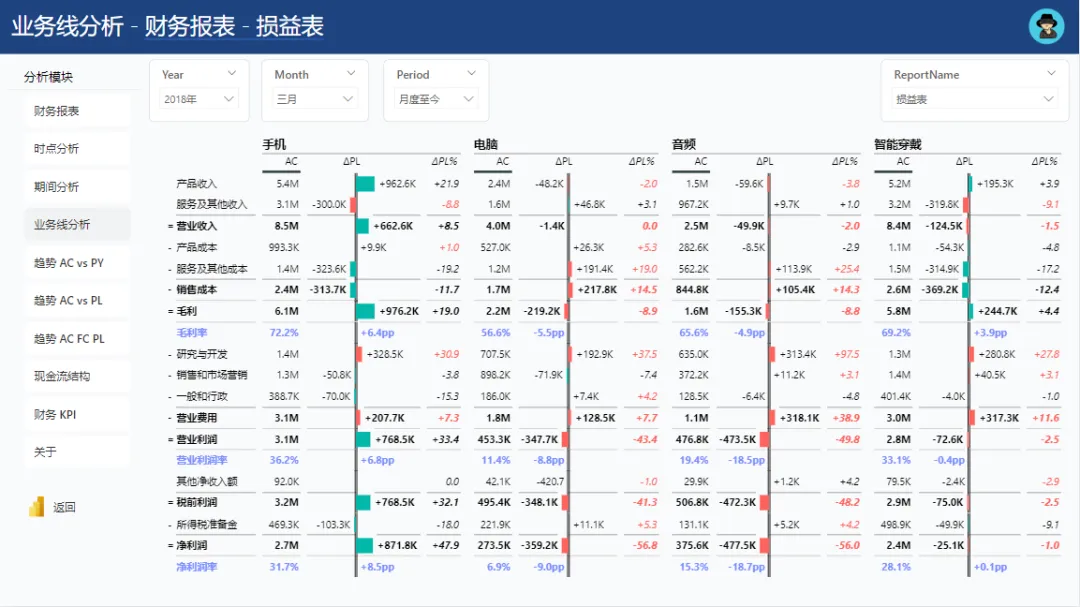 业务线分析 - 财务报表 - 损益表
分析模块
财务报表
时点分析
期间分析
业务线分析
趋势 AC vs PY
趋势 AC vs PL
趋势 AC FC PL
现金流结构
财务 KPI
关于
返回
Year
2018年
Month
三月
Period
月度至今
ReportName
损益表
手机 电脑 音频 智能穿戴
AC ΔPL ΔPL% AC ΔPL ΔPL% AC ΔPL ΔPL% AC ΔPL ΔPL%
产品收入 5.4M +962.6K +21.9 2.4M -48.2K -2.0 1.5M -59.6K -3.8 5.2M +195.3K +3.9
服务及其他收入 3.1M -300.0K -8.8 1.6M +46.8K +3.1 967.2K +9.7K +1.0 3.2M -319.8K -9.1
= 营业收入 8.5M +662.6K +8.5 4.0M -1.4K 0.0 2.5M -49.9K -2.0 8.4M -124.5K -1.5
- 产品成本 993.3K +9.9K +1.0 527.0K +26.3K +5.3 282.6K -8.5K -2.9 1.1M -54.3K -4.8
- 服务及其他成本 1.4M -323.6K -19.2 1.2M +191.4K +19.0 562.2K +113.9K +25.4 1.5M -314.9K -17.2
- 销售成本 2.4M -313.7K -11.7 1.7M +217.8K +14.5 844.8K +105.4K +14.3 2.6M -369.2K -12.4
= 毛利 6.1M +976.2K +19.0 2.2M -219.2K -8.9 1.6M -155.3K -8.8 5.8M +244.7K +4.4
毛利率 72.2% +6.4pp 56.6% -5.5pp 65.6% -4.9pp 69.2% +3.9pp
- 研究与开发 1.4M +328.5K +30.9 707.5K +192.9K +37.5 635.0K +313.4K +97.5 1.3M +280.8K +27.8
- 销售和市场营销 1.3M -50.8K -3.8 898.2K -71.9K -7.4 372.2K +11.2K +3.1 1.4M +40.5K +3.1
- 一般和行政 388.7K -70.0K -15.3 186.0K +7.4K +4.2 128.5K -6.4K -4.8 401.4K -4.0K -1.0
- 营业费用 3.1M +207.7K +7.3 1.8M +128.5K +7.7 1.1M +318.1K +38.9 3.0M +317.3K +11.6
= 营业利润 3.1M +768.5K +33.4 453.3K -347.7K -43.4 476.8K -473.5K -49.8 2.8M -72.6K -2.5
营业利润率 36.2% +6.8pp 11.4% -8.8pp 19.4% -18.5pp 33.1% -0.4pp
其他净收入额 92.0K 0.0 42.1K -420.7 -1.0 29.9K +1.2K +4.2 79.5K -2.4K -2.9
= 税前利润 3.2M +768.5K +32.1 495.4K -348.1K -41.3 506.8K -472.3K -48.2 2.9M -75.0K -2.5
- 所得税准备金 469.3K -103.3K -18.0 221.9K +11.1K +5.3 131.1K +5.2K +4.2 498.9K -49.9K -9.1
= 净利润 2.7M +871.8K +47.9 273.5K -359.2K -56.8 375.6K -477.5K -56.0 2.4M -25.1K -1.0
净利润率 31.7% +8.5pp 6.9% -9.0pp 15.3% -18.7pp 28.1% +0.1pp